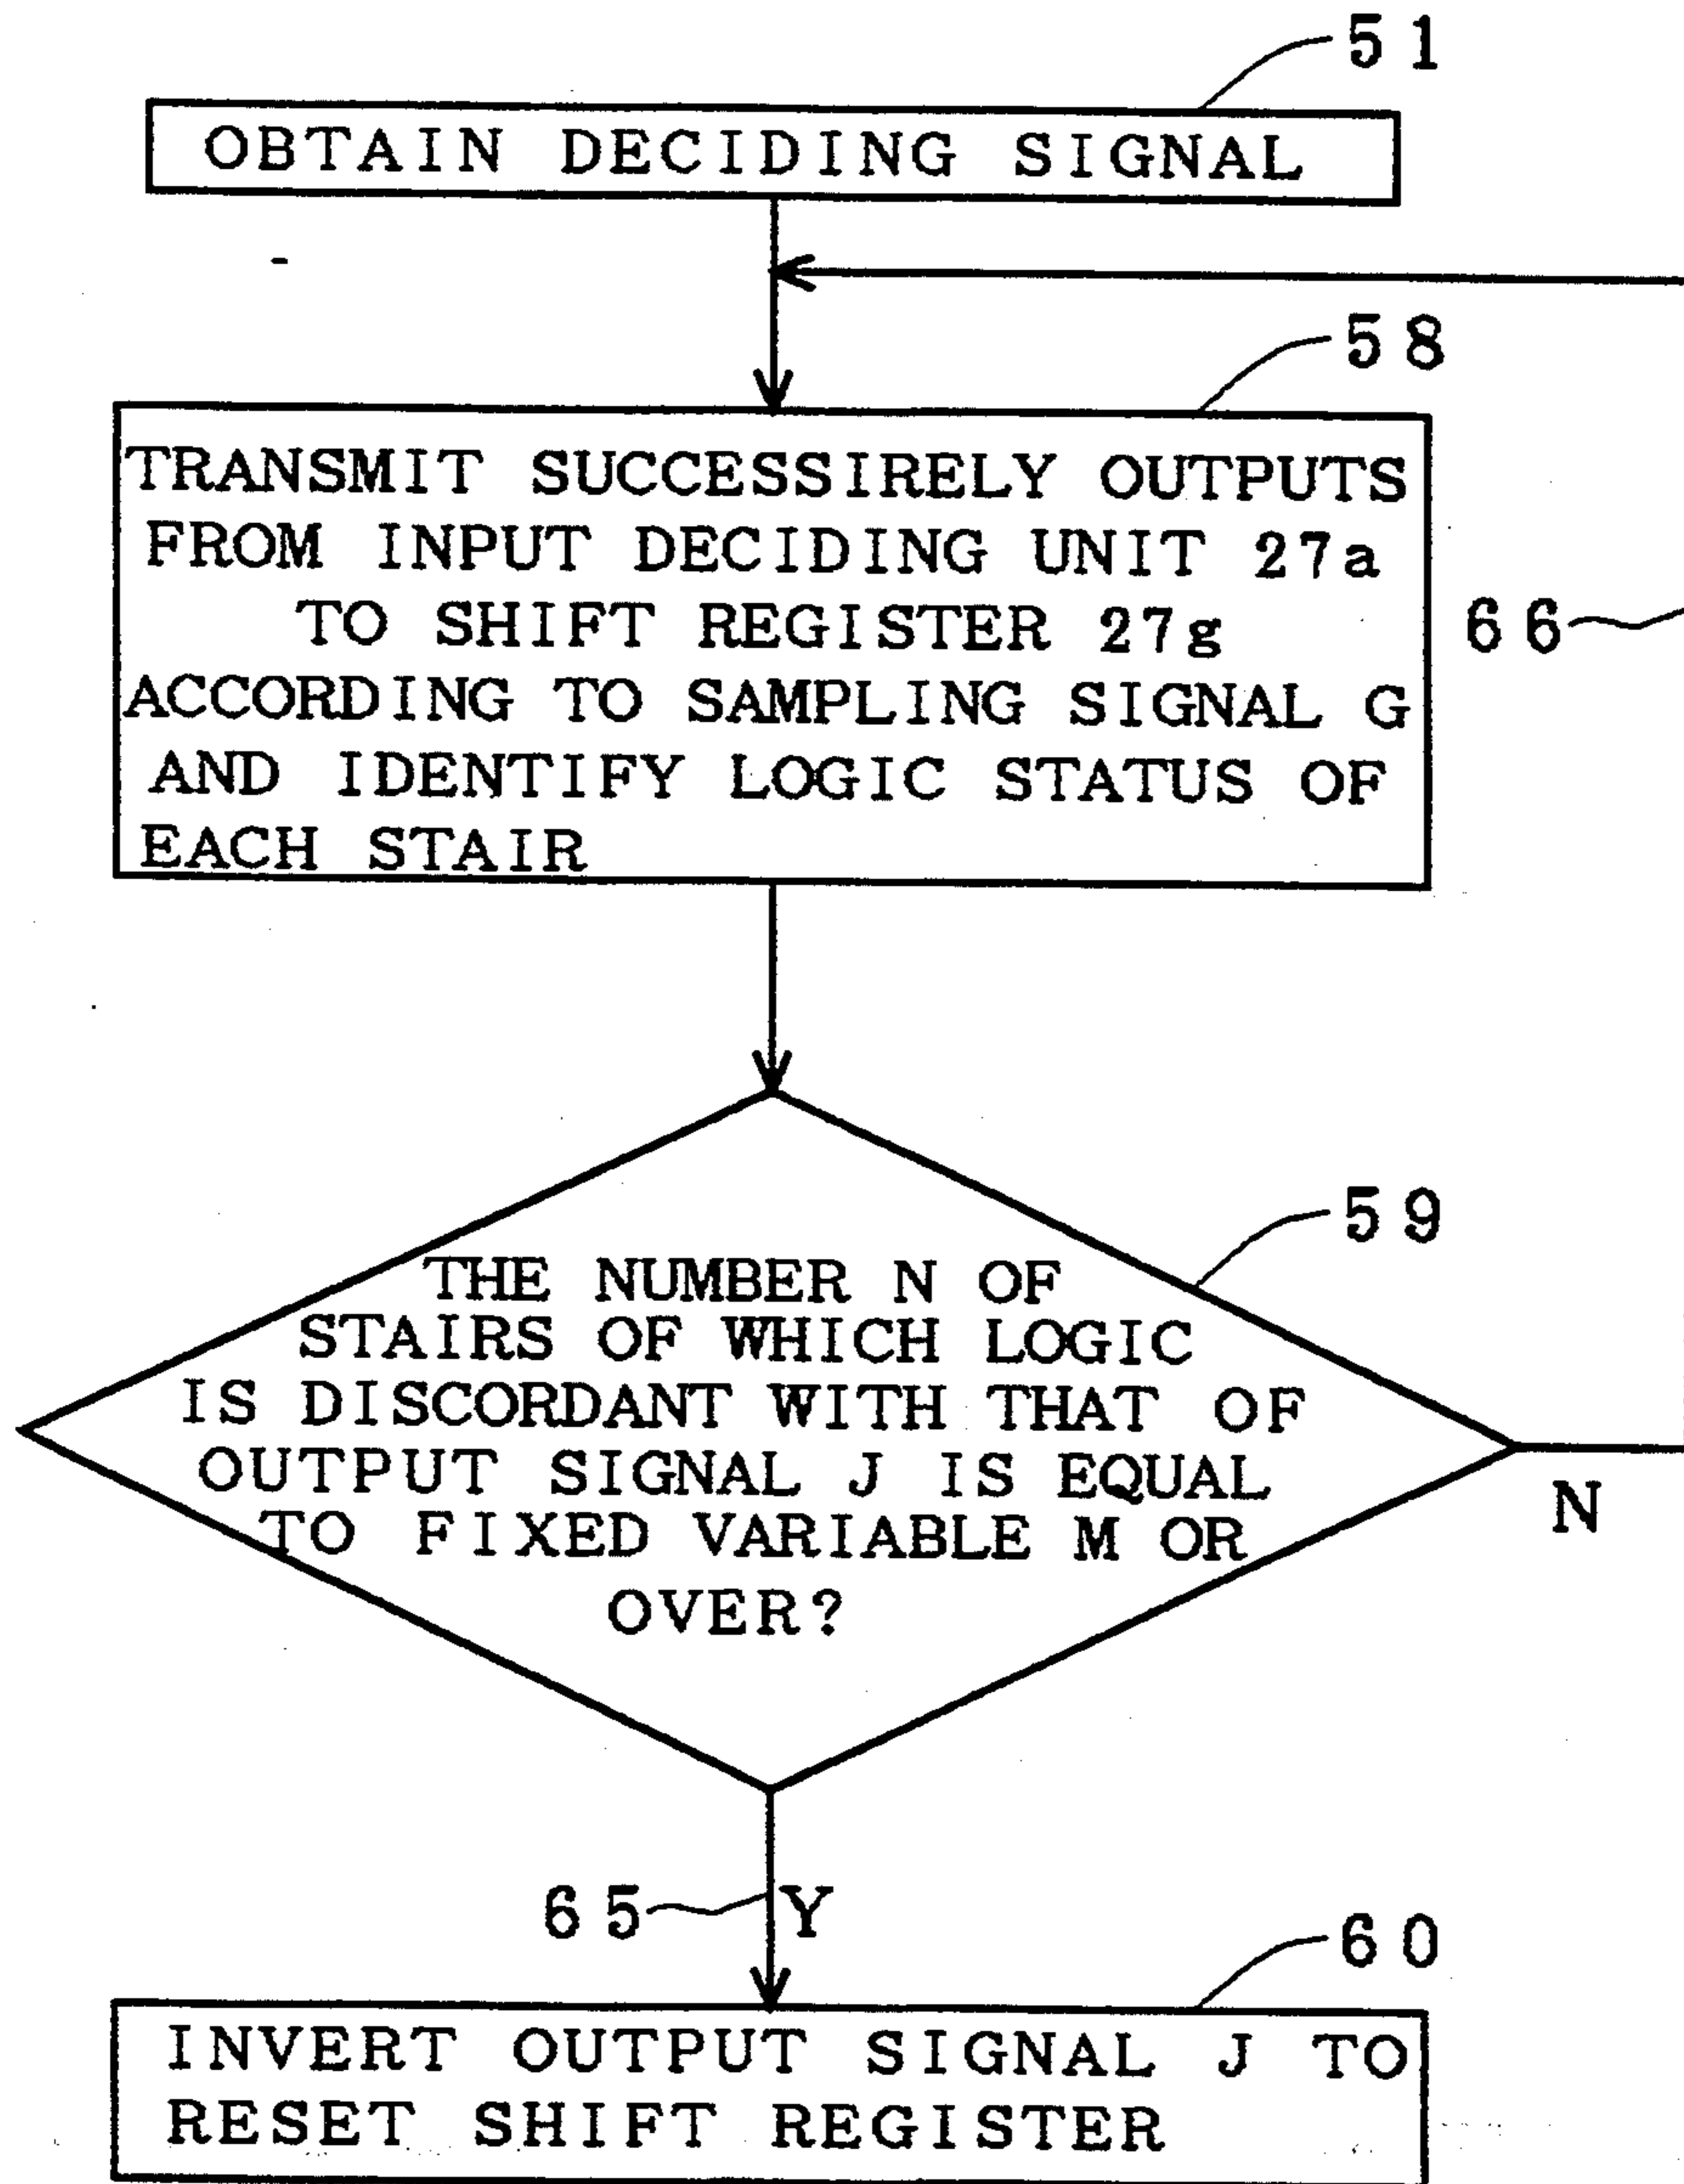 51
OBTAIN DECIDING SIGNAL
58
TRANSMIT SUCCESSIRELY OUTPUTS
FROM INPUT DECIDING UNIT 27a
TO SHIFT REGISTER 27g
ACCORDING TO SAMPLING SIGNAL G
AND IDENTIFY LOGIC STATUS OF
EACH STAIR
66
59
THE NUMBER N OF
STAIRS OF WHICH LOGIC
IS DISCORDANT WITH THAT OF
OUTPUT SIGNAL J IS EQUAL
TO FIXED VARIABLE M OR
OVER?
N
65
Y
60
INVERT OUTPUT SIGNAL J TO
RESET SHIFT REGISTER